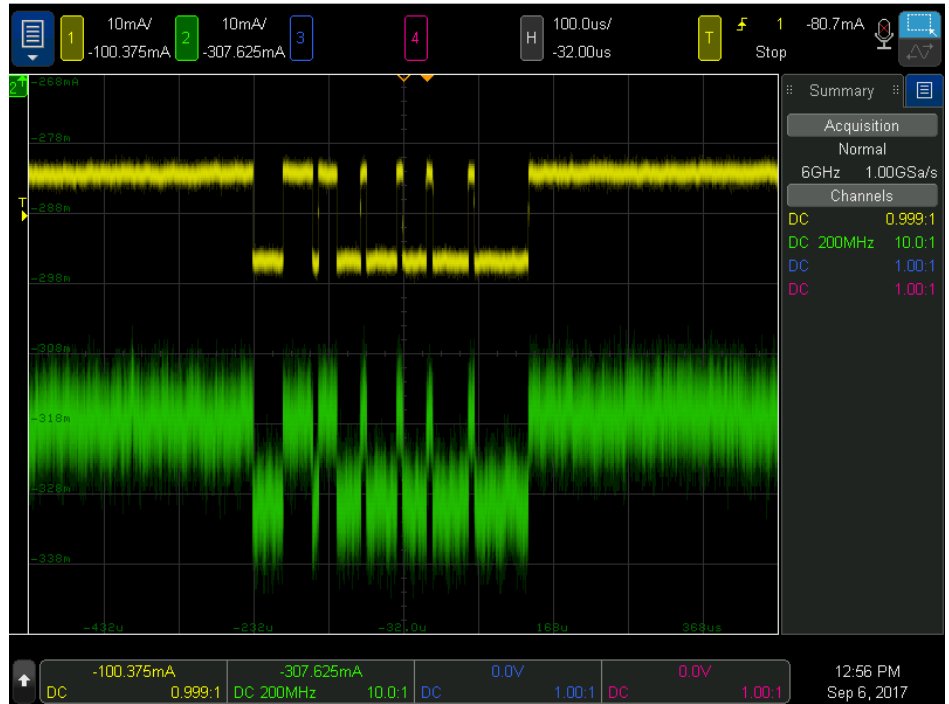 1 10mA/ 2 10mA/ 3 4 H 100.0us/ T 1 -80.7mA
-100.375mA -307.625mA -32.00us Stop
2 -268mA
-278m
T -288m
-298m
-308m
-318m
-328m
-338m
-432u -232u -32.0u 168u 368us
Summary
Acquisition
Normal
6GHz 1.00GSa/s
Channels
DC 0.999:1
DC 200MHz 10.0:1
DC 1.00:1
DC 1.00:1
-100.375mA -307.625mA 0.0V 0.0V 12:56 PM
DC 0.999:1 DC 200MHz 10.0:1 DC 1.00:1 DC 1.00:1 Sep 6, 2017